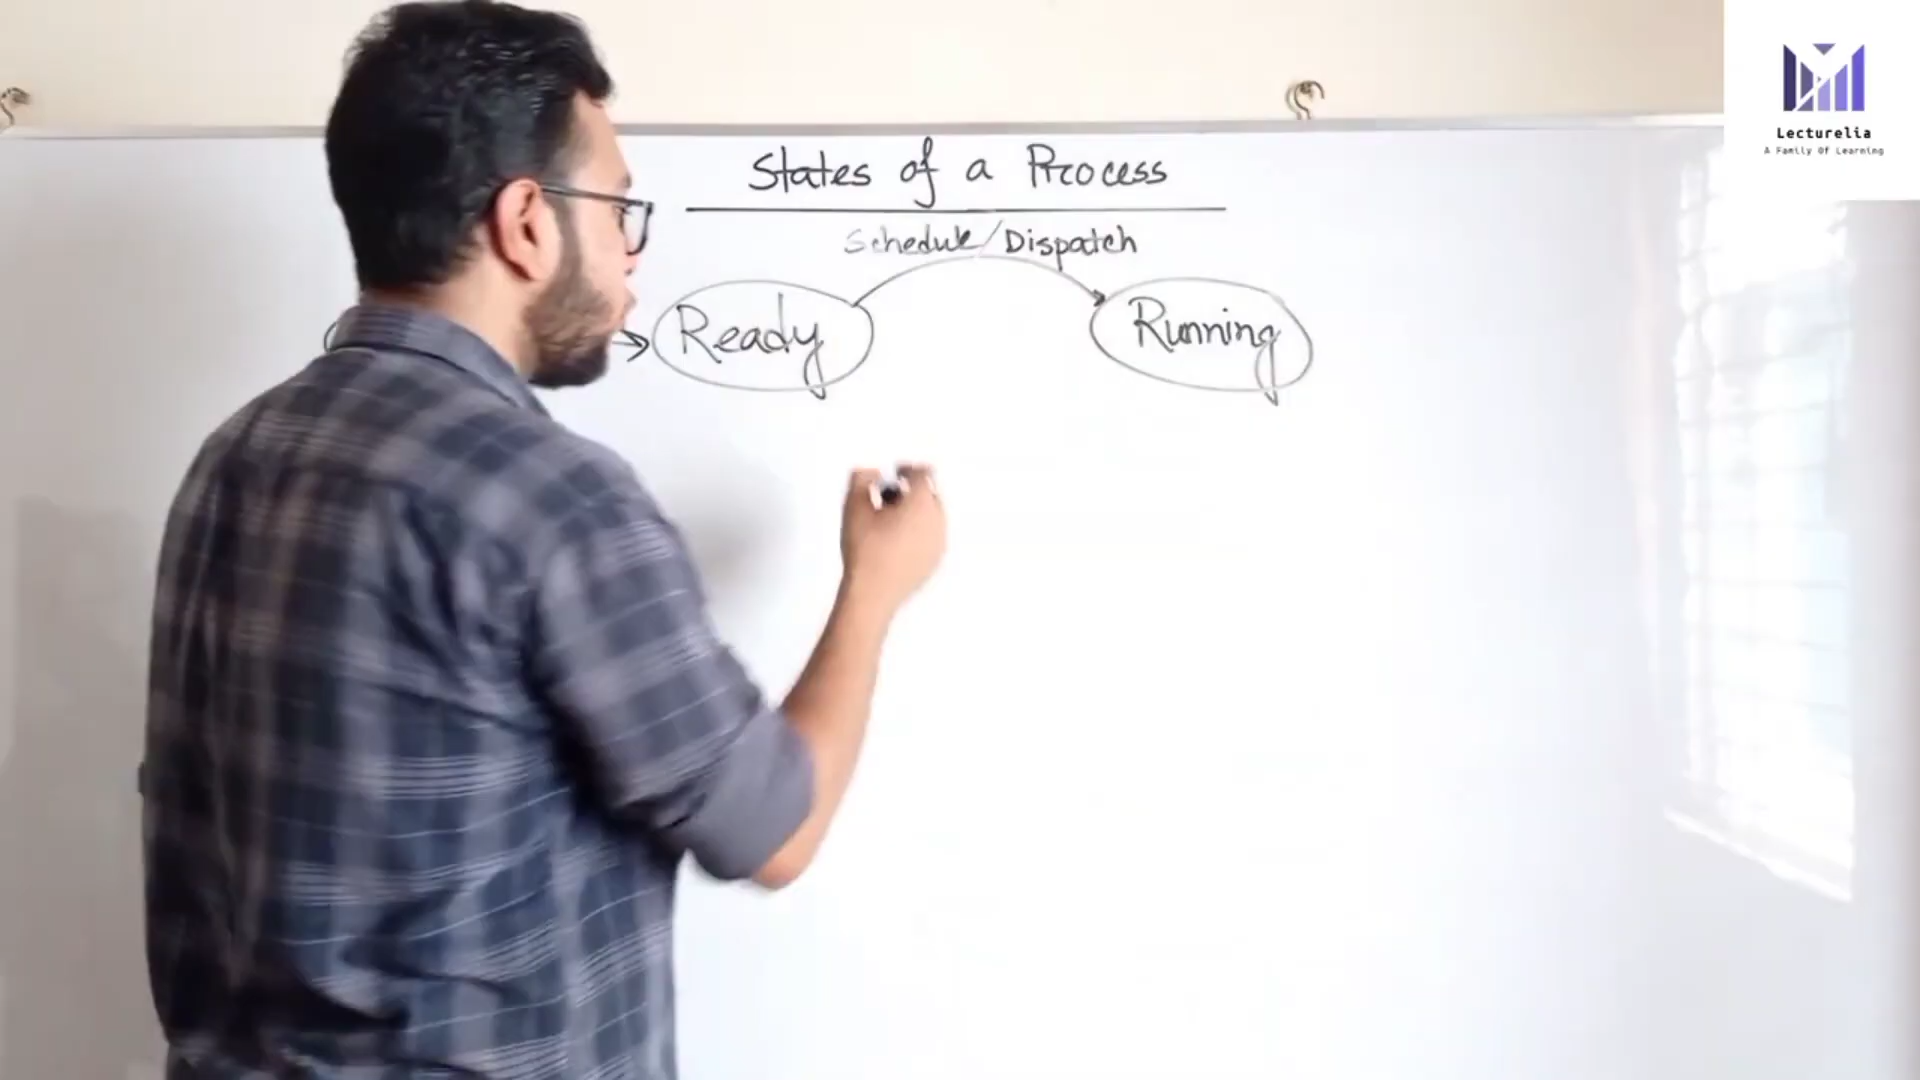 States of a Process
Schedule/Dispatch
Ready
Running
Lecturelia
A Family Of Learning